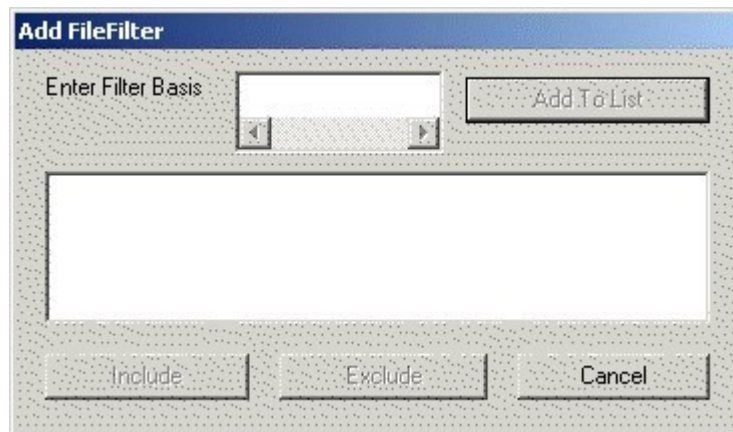 Add FileFilter
Enter Filter Basis
Add To List
Include
Exclude
Cancel